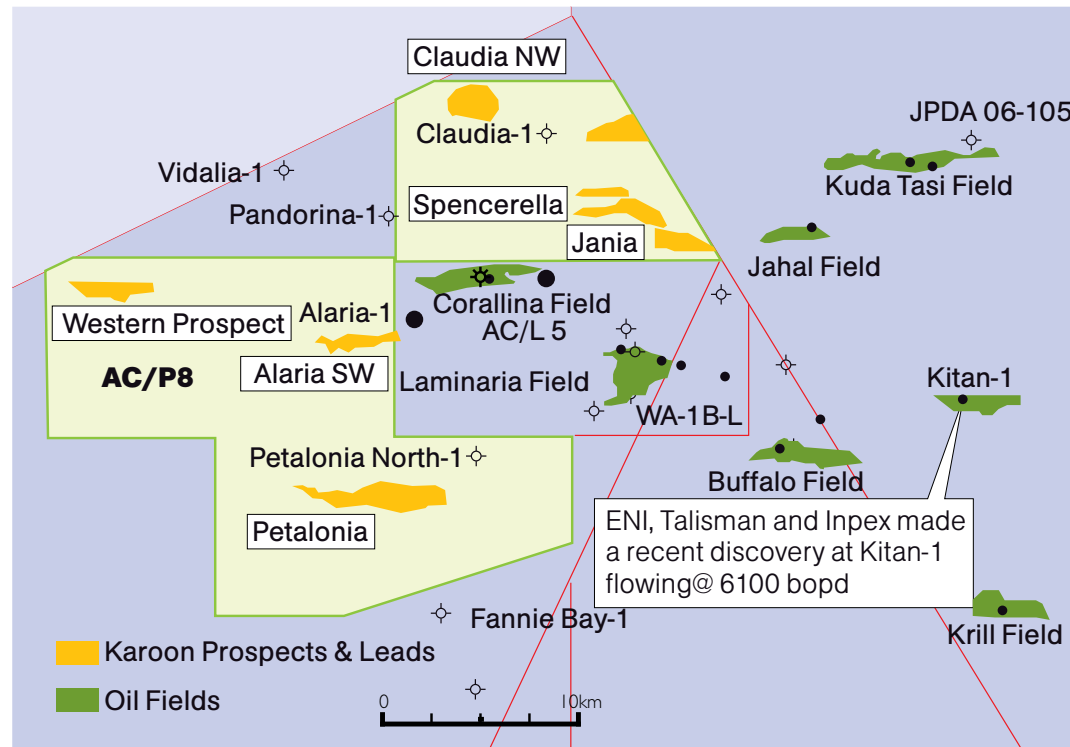 Claudia NW
JPDA 06-105
Claudia-1
Vidalia-1
Kuda Tasi Field
Spencerella
Pandorina-1
Jania
Jahal Field
Corallina Field
Alaria-1
Western Prospect
AC/L 5
AC/P8
Alaria SW
Laminaria Field
Kitan-1
WA-1B-L
Petalonia North-1
Buffalo Field
Petalonia
ENI, Talisman and Inpex made
a recent discovery at Kitan-1
flowing@ 6100 bopd
Fannie Bay-1
Krill Field
Karoon Prospects & Leads
Oil Fields
0 10km